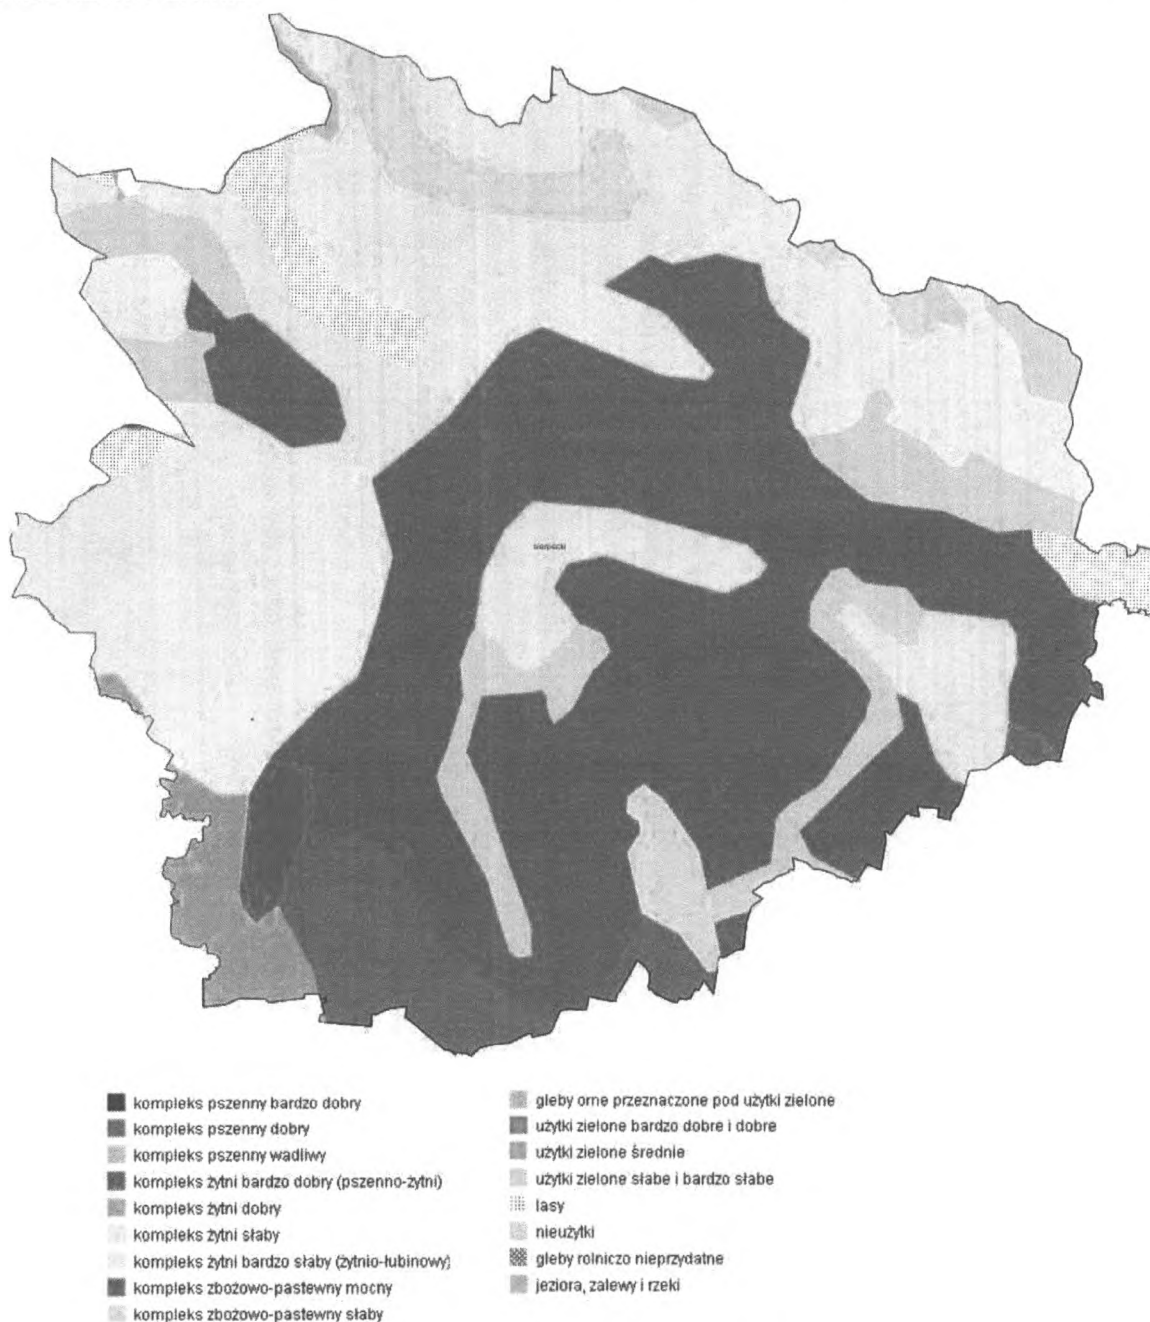 sierpecki
kompleks pszenny bardzo dobry
kompleks pszenny dobry
kompleks pszenny wadliwy
kompleks żytni bardzo dobry (pszenno-żytni)
kompleks żytni dobry
kompleks żytni słaby
kompleks żytni bardzo słaby (żytnio-łubinowy)
kompleks zbożowo-pastewny mocny
kompleks zbożowo-pastewny słaby
gleby orne przeznaczone pod użytki zielone
użytki zielone bardzo dobre i dobre
użytki zielone średnie
użytki zielone słabe i bardzo słabe
lasy
nieużytki
gleby rolniczo nieprzydatne
jeziora, zalewy i rzeki